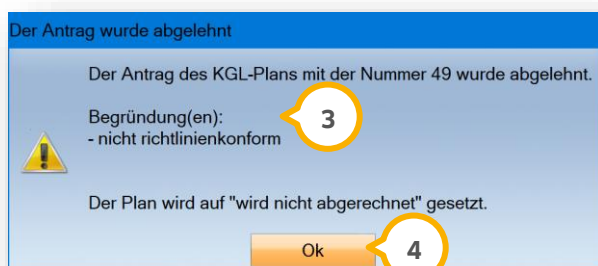 Der Antrag wurde abgelehnt
Der Antrag des KGL-Plans mit der Nummer 49 wurde abgelehnt.
Begründung(en):
3
- nicht richtlinienkonform
Der Plan wird auf "wird nicht abgerechnet" gesetzt.
Ok
4